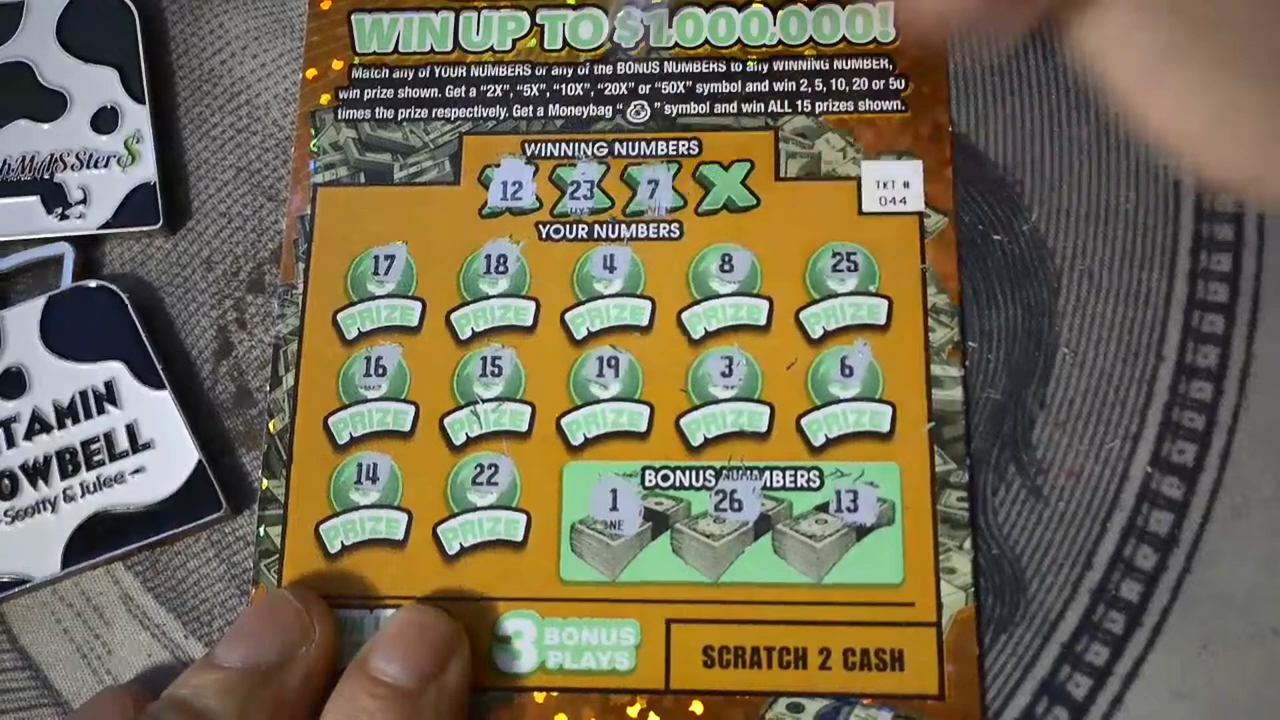 WIN UP TO $1,000,000!
Match any of YOUR NUMBERS or any of the BONUS NUMBERS to any WINNING NUMBER,
win prize shown. Get a "2X", "5X", "10X", "20X" or "50X" symbol and win 2, 5, 10, 20 or 50
times the prize respectively. Get a Moneybag " " symbol and win ALL 15 prizes shown.
WINNING NUMBERS
12 23 7 X
TKT #
044
YOUR NUMBERS
17 18 4 8 25
PRIZE PRIZE PRIZE PRIZE PRIZE
16 15 19 3 6
PRIZE PRIZE PRIZE PRIZE PRIZE
14 22
PRIZE PRIZE
BONUS NUMBERS
1 26 13
3 BONUS
PLAYS
SCRATCH 2 CASH
TAMIN
OWBELL
Scotty & Julee